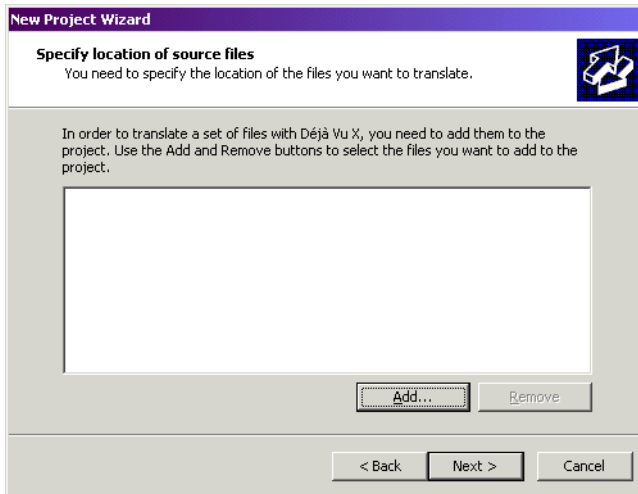 New Project Wizard
Specify location of source files
You need to specify the location of the files you want to translate.
In order to translate a set of files with Déjà Vu X, you need to add them to the
project. Use the Add and Remove buttons to select the files you want to add to the
project.
Add... Remove
< Back Next > Cancel